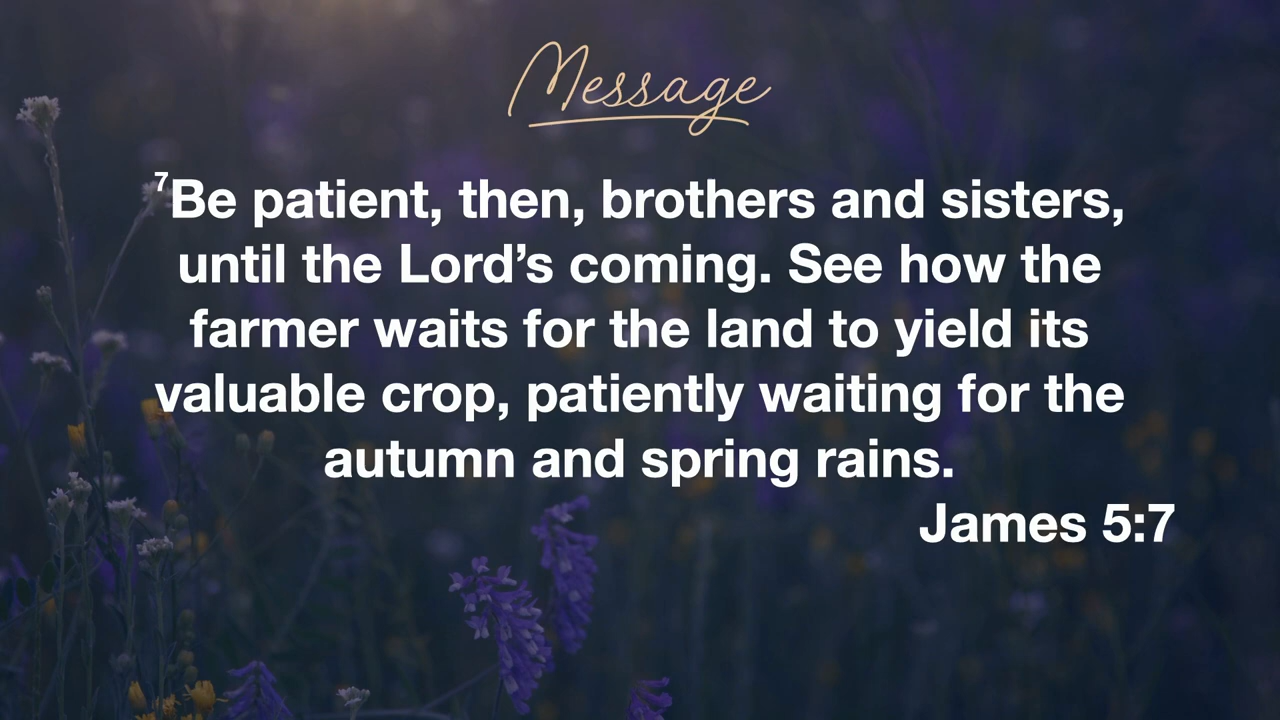 Message
⁷Be patient, then, brothers and sisters,
until the Lord’s coming. See how the
farmer waits for the land to yield its
valuable crop, patiently waiting for the
autumn and spring rains.
James 5:7